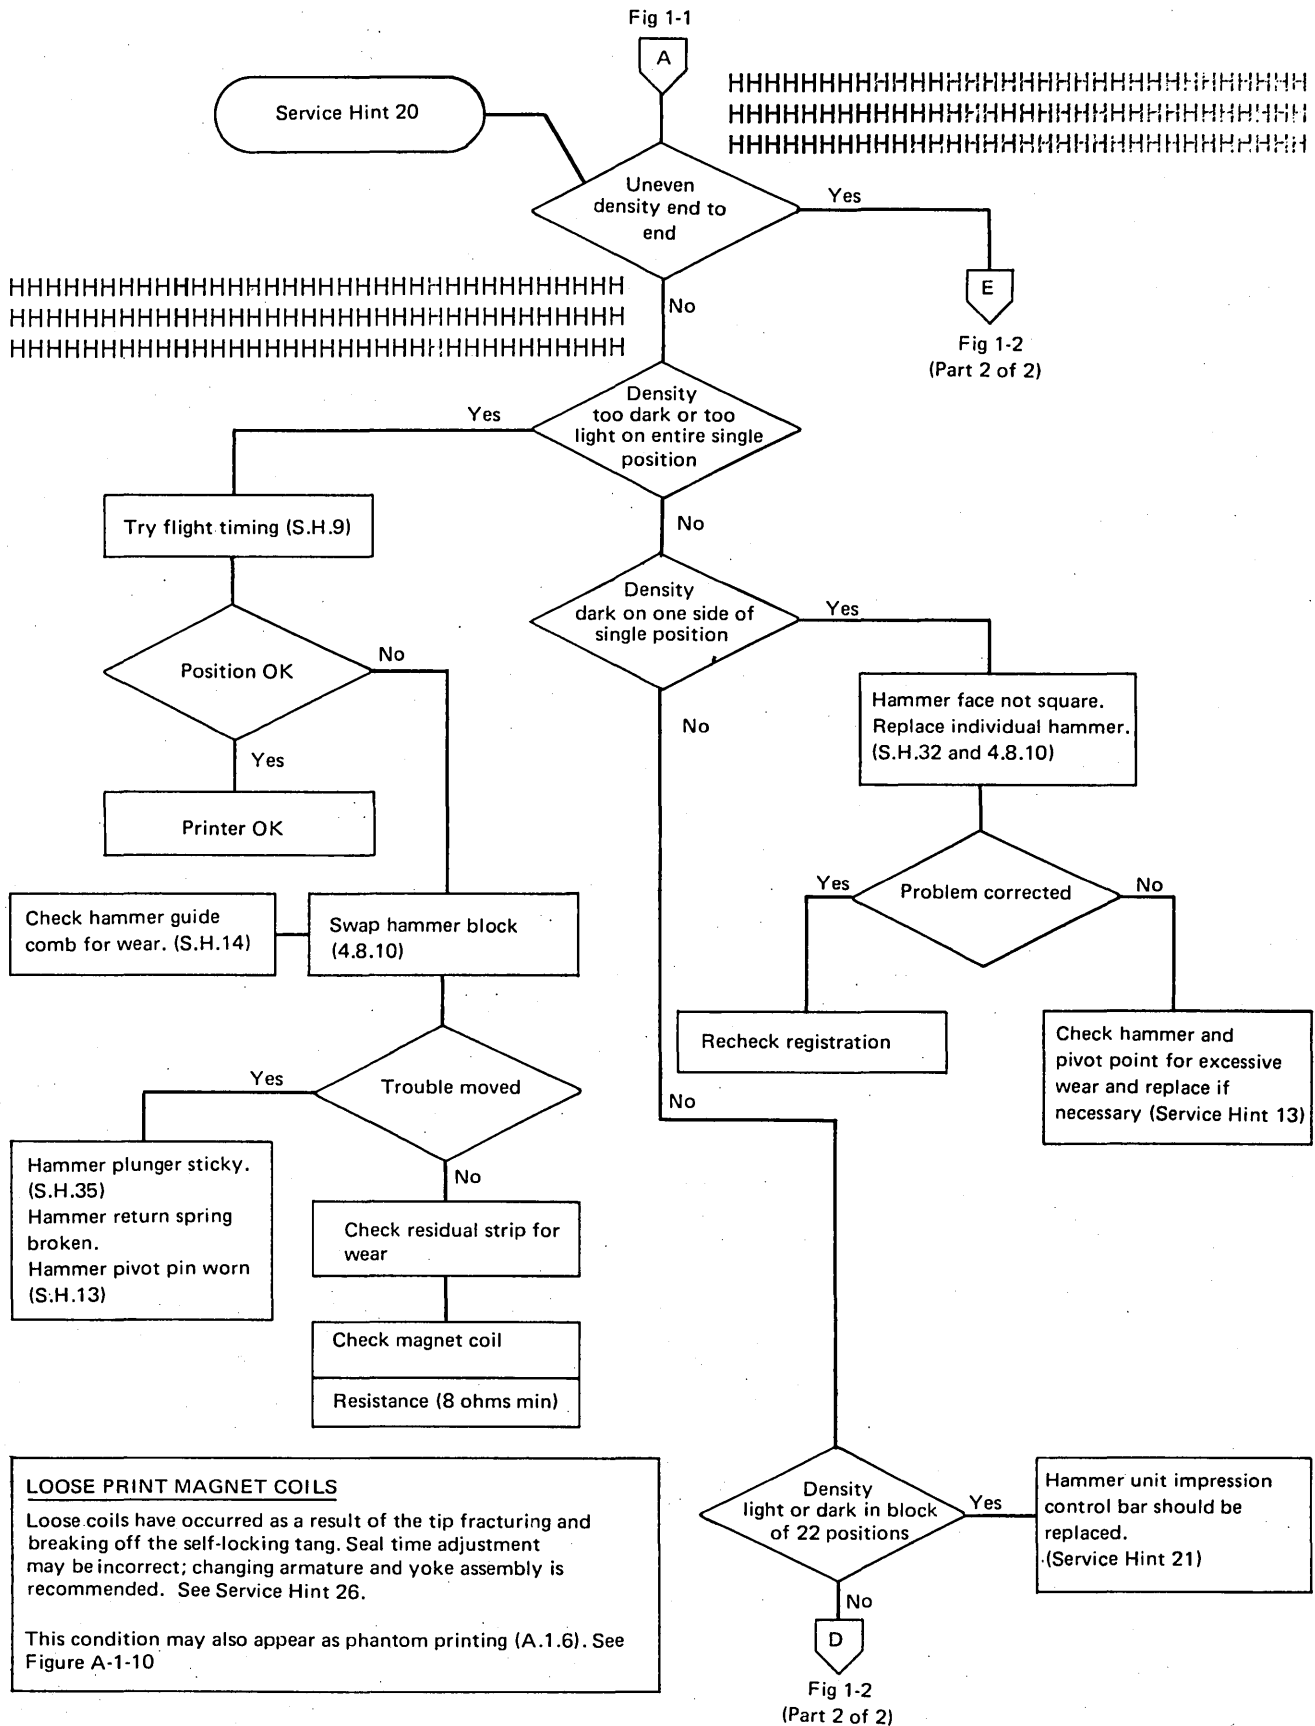 Fig 1-1
A
Service Hint 20
HHHHHHHHHHHHHHHHHHHHHHHHHHHHHHHH
HHHHHHHHHHHHHHHHHHHHHHHHHHHHHHHH
HHHHHHHHHHHHHHHHHHHHHHHHHHHHHHHH
Uneven
density end to
end
Yes
E
Fig 1-2
(Part 2 of 2)
No
HHHHHHHHHHHHHHHHHHHHHHHHHHHHHHHHHH
HHHHHHHHHHHHHHHHHHHHHHHHHHHHHHHHHH
HHHHHHHHHHHHHHHHHHHHHHHHHHHHHHHHHH
Density
too dark or too
light on entire single
position
Yes
No
Try flight timing (S.H.9)
Position OK
No
Yes
Printer OK
Density
dark on one side of
single position
Yes
No
Hammer face not square.
Replace individual hammer.
(S.H.32 and 4.8.10)
Problem corrected
Yes
No
Recheck registration
Check hammer and
pivot point for excessive
wear and replace if
necessary (Service Hint 13)
Check hammer guide
comb for wear. (S.H.14)
Swap hammer block
(4.8.10)
Trouble moved
Yes
No
Hammer plunger sticky.
(S.H.35)
Hammer return spring
broken.
Hammer pivot pin worn
(S.H.13)
Check residual strip for
wear
Check magnet coil
Resistance (8 ohms min)
No
Density
light or dark in block
of 22 positions
Yes
Hammer unit impression
control bar should be
replaced.
(Service Hint 21)
No
D
Fig 1-2
(Part 2 of 2)
LOOSE PRINT MAGNET COILS
Loose coils have occurred as a result of the tip fracturing and
breaking off the self-locking tang. Seal time adjustment
may be incorrect; changing armature and yoke assembly is
recommended. See Service Hint 26.
This condition may also appear as phantom printing (A.1.6). See
Figure A-1-10